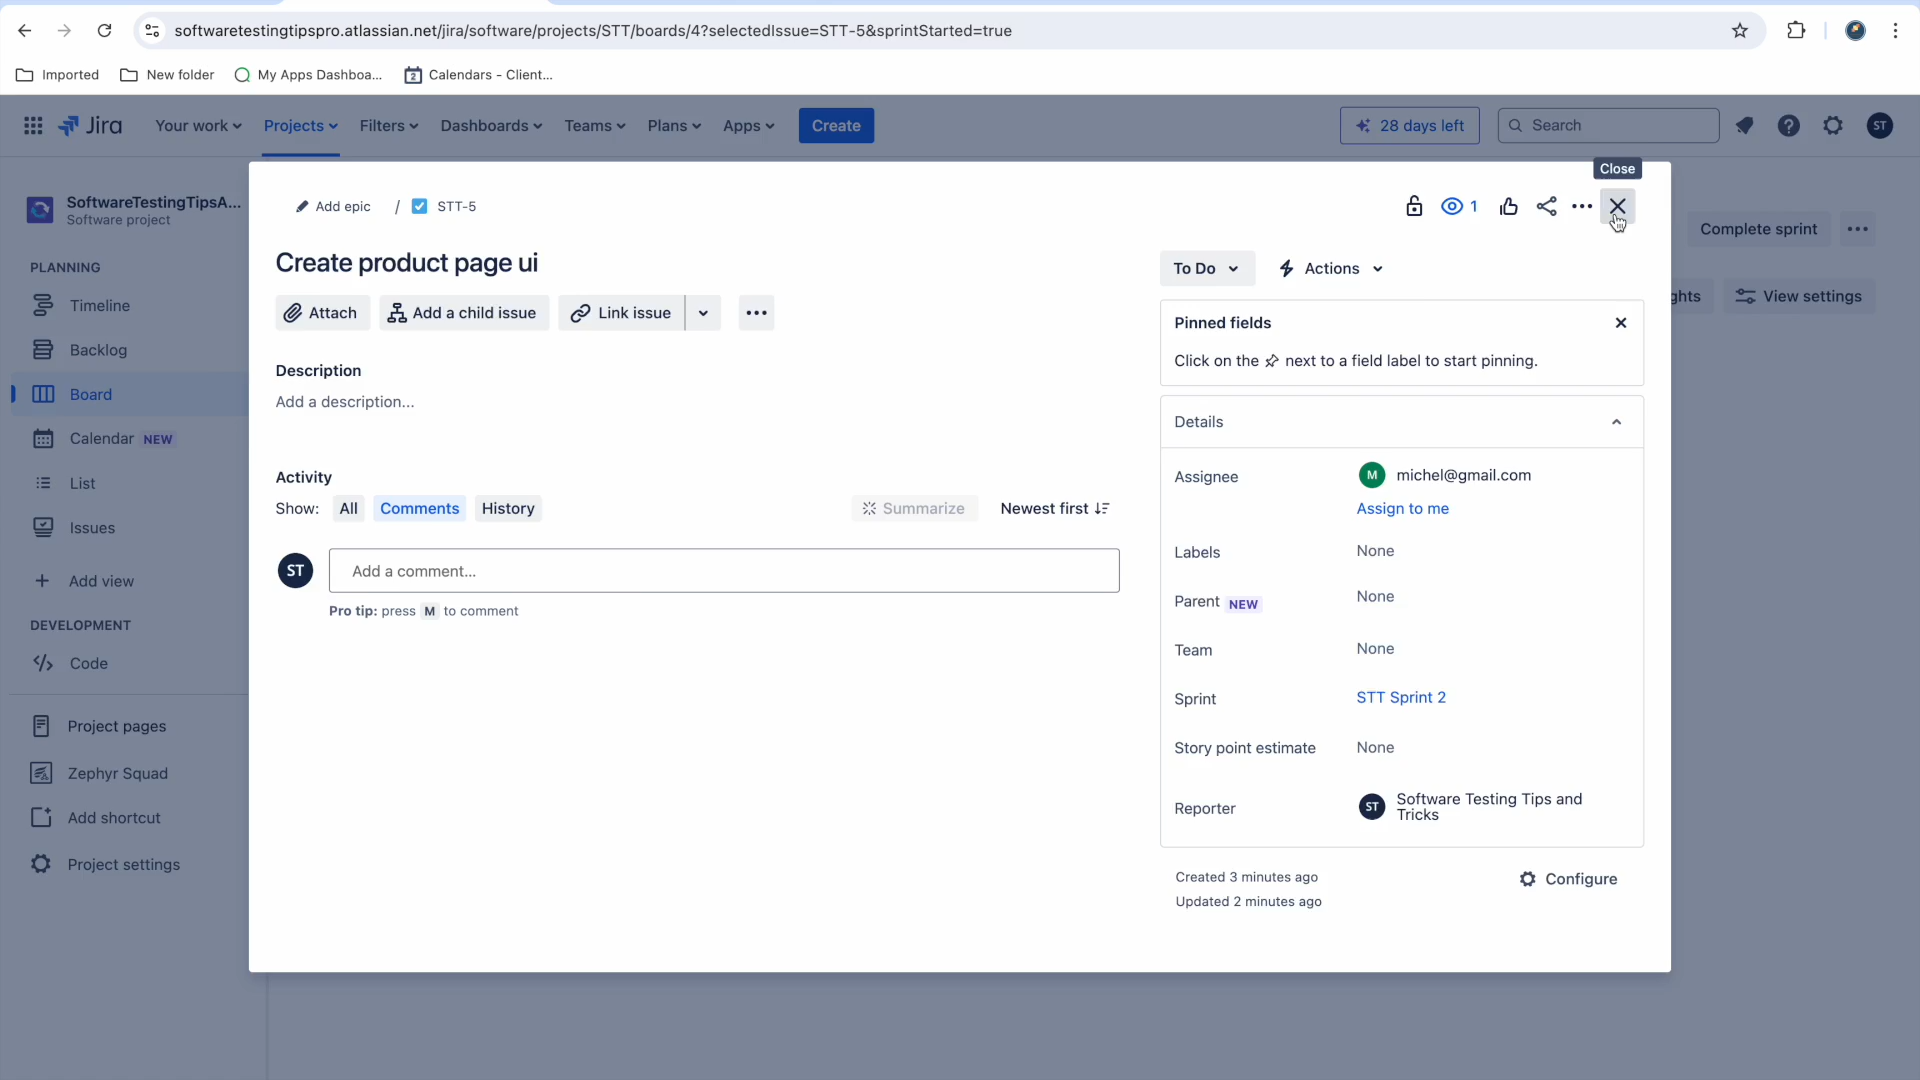 softwaretestingtipspro.atlassian.net/jira/software/projects/STT/boards/4?selectedIssue=STT-5&sprintStarted=true
Imported New folder My Apps Dashboa... 2 Calendars - Client...
Jira Your work Projects Filters Dashboards Teams Plans Apps Create 28 days left Search ? ST
Close
SoftwareTestingTipsA...
Software project
Add epic / STT-5 1
Complete sprint
PLANNING
Timeline
Backlog
Board
Calendar NEW
List
Issues
Add view
DEVELOPMENT
Code
Project pages
Zephyr Squad
Add shortcut
Project settings
Create product page ui
Attach Add a child issue Link issue
Description
Add a description...
Activity
Show: All Comments History Summarize Newest first
ST Add a comment...
Pro tip: press M to comment
To Do Actions
Pinned fields
Click on the next to a field label to start pinning.
Details
Assignee M michel@gmail.com
Assign to me
Labels None
Parent NEW None
Team None
Sprint STT Sprint 2
Story point estimate None
Reporter ST Software Testing Tips and
Tricks
Created 3 minutes ago Configure
Updated 2 minutes ago
ghts View settings